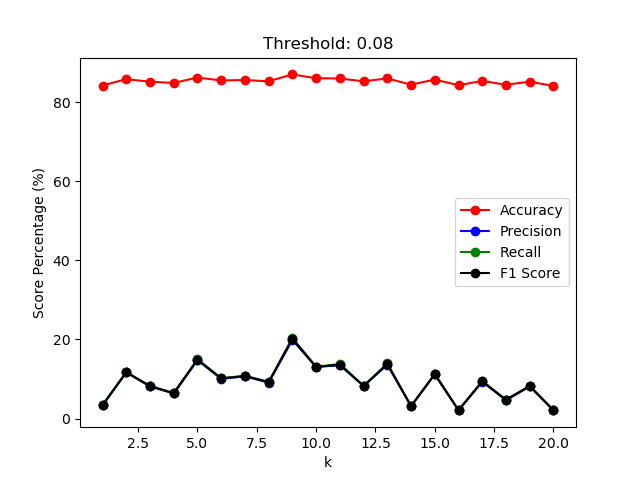 Threshold: 0.08
Score Percentage (%)
80
60
40
20
0
Accuracy
Precision
Recall
F1 Score
2.5 5.0 7.5 10.0 12.5 15.0 17.5 20.0
k